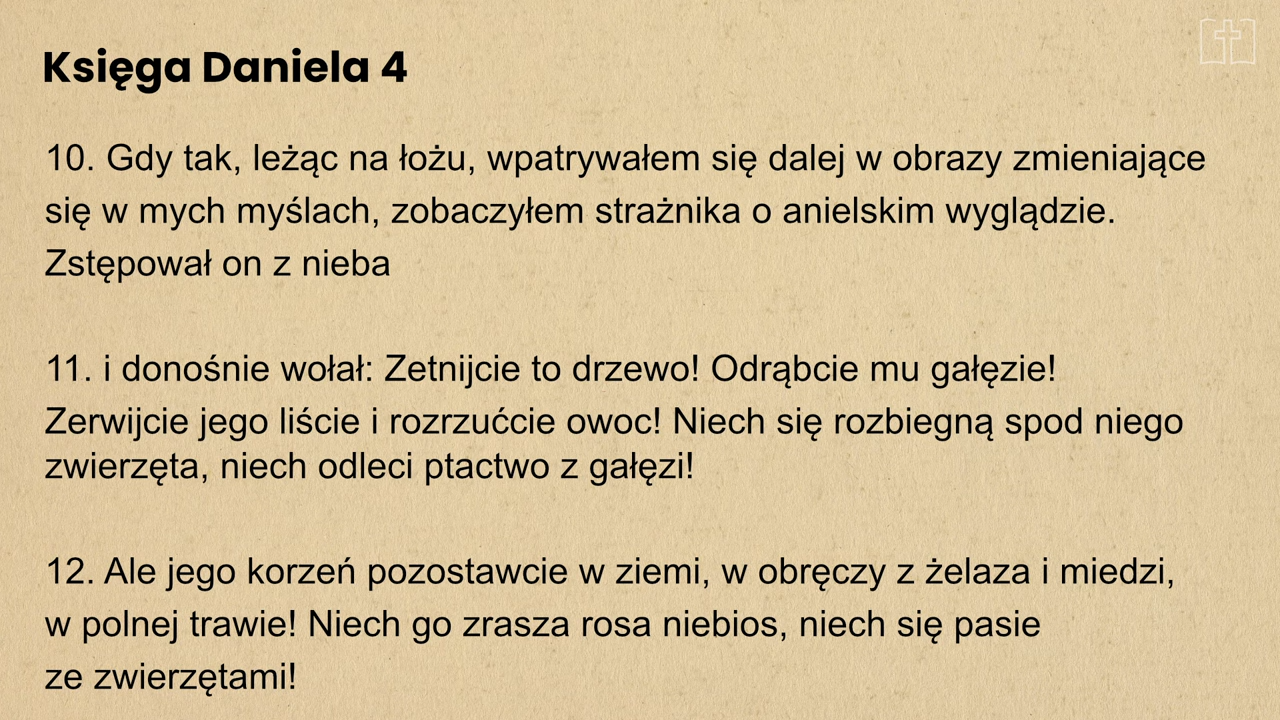 Księga Daniela 4
10. Gdy tak, leżąc na łożu, wpatrywałem się dalej w obrazy zmieniające
się w mych myślach, zobaczyłem strażnika o anielskim wyglądzie.
Zstępował on z nieba
11. i donośnie wołał: Zetnijcie to drzewo! Odrąbcie mu gałęzie!
Zerwijcie jego liście i rozrzućcie owoc! Niech się rozbiegną spod niego
zwierzęta, niech odleci ptactwo z gałęzi!
12. Ale jego korzeń pozostawcie w ziemi, w obręczy z żelaza i miedzi,
w polnej trawie! Niech go zrasza rosa niebios, niech się pasie
ze zwierzętami!